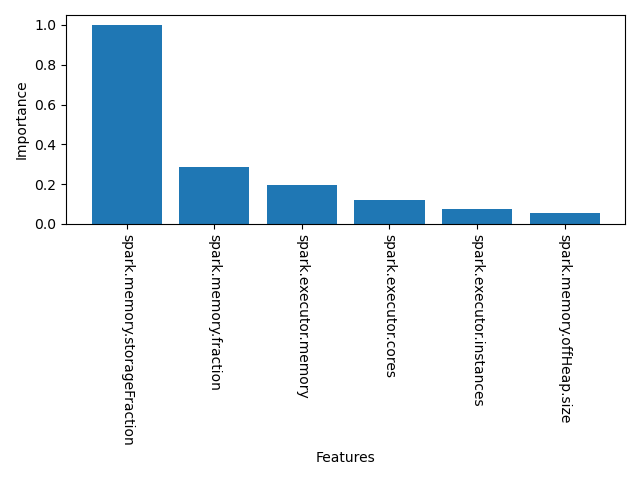 Importance
1.0
0.8
0.6
0.4
0.2
0.0
spark.memory.storageFraction
spark.memory.fraction
spark.executor.memory
spark.executor.cores
spark.executor.instances
spark.memory.offHeap.size
Features